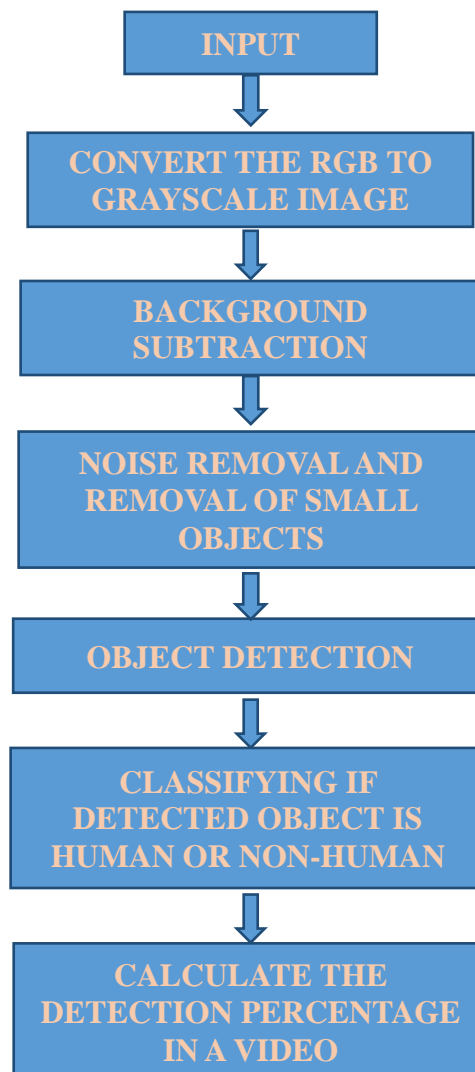 INPUT
CONVERT THE RGB TO
GRAYSCALE IMAGE
BACKGROUND
SUBTRACTION
NOISE REMOVAL AND
REMOVAL OF SMALL
OBJECTS
OBJECT DETECTION
CLASSIFYING IF
DETECTED OBJECT IS
HUMAN OR NON-HUMAN
CALCULATE THE
DETECTION PERCENTAGE
IN A VIDEO